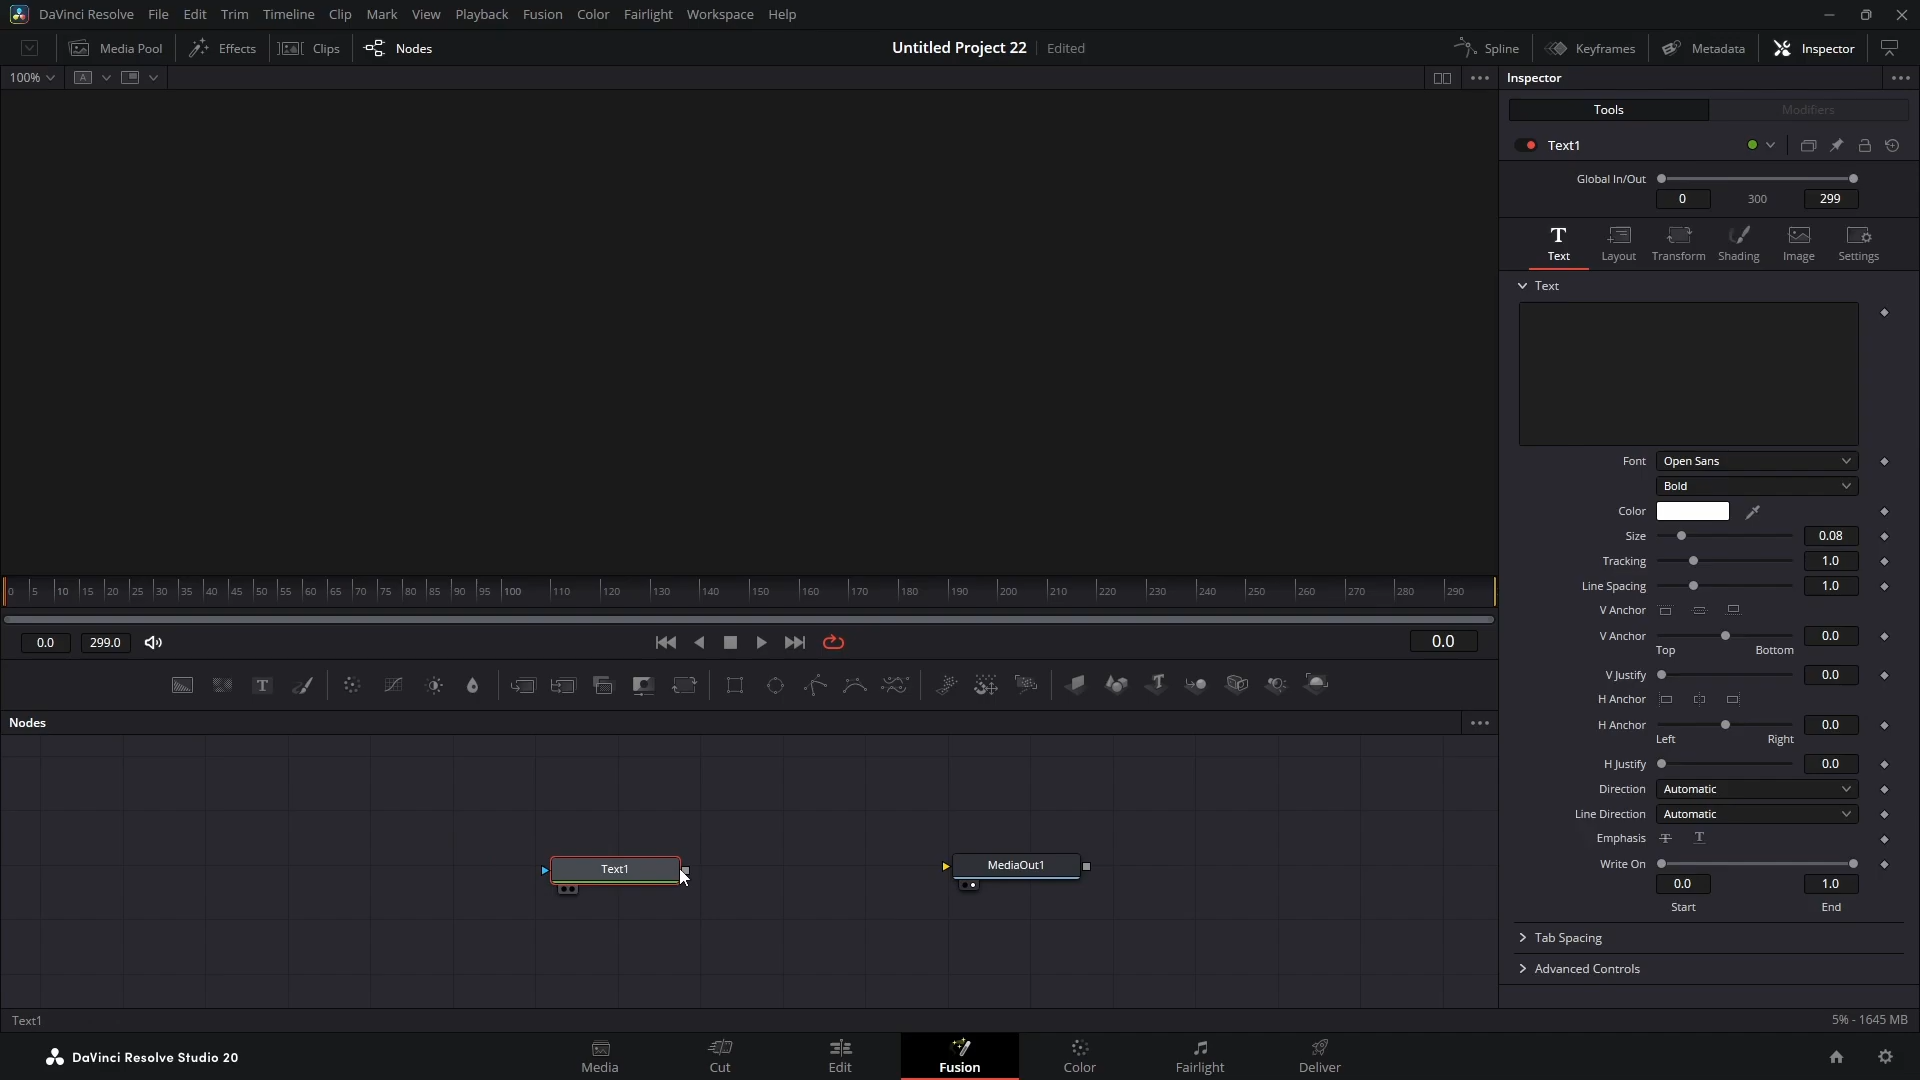 DaVinci Resolve File Edit Trim Timeline Clip Mark View Playback Fusion Color Fairlight Workspace Help
Media Pool Effects Clips Nodes Untitled Project 22 Edited Spline Keyframes Metadata Inspector
100% A Inspector
Tools Modifiers
Text1
Global In/Out
0 300 299
T
Text Layout Transform Shading Image Settings
Text
Font Open Sans
Bold
Color
Size 0.08
Tracking 1.0
Line Spacing 1.0
V Anchor
V Anchor 0.0
Top Bottom
V Justify 0.0
H Anchor
H Anchor 0.0
Left Right
H Justify 0.0
Direction Automatic
Line Direction Automatic
Emphasis T T
Write On
0.0 1.0
Start End
Tab Spacing
Advanced Controls
0 5 10 15 20 25 30 35 40 45 50 55 60 65 70 75 80 85 90 95 100 110 120 130 140 150 160 170 180 190 200 210 220 230 240 250 260 270 280 290
0.0 299.0 0.0
T T
Nodes
Text1 MediaOut1
Text1 5% - 1645 MB
DaVinci Resolve Studio 20 Media Cut Edit Fusion Color Fairlight Deliver